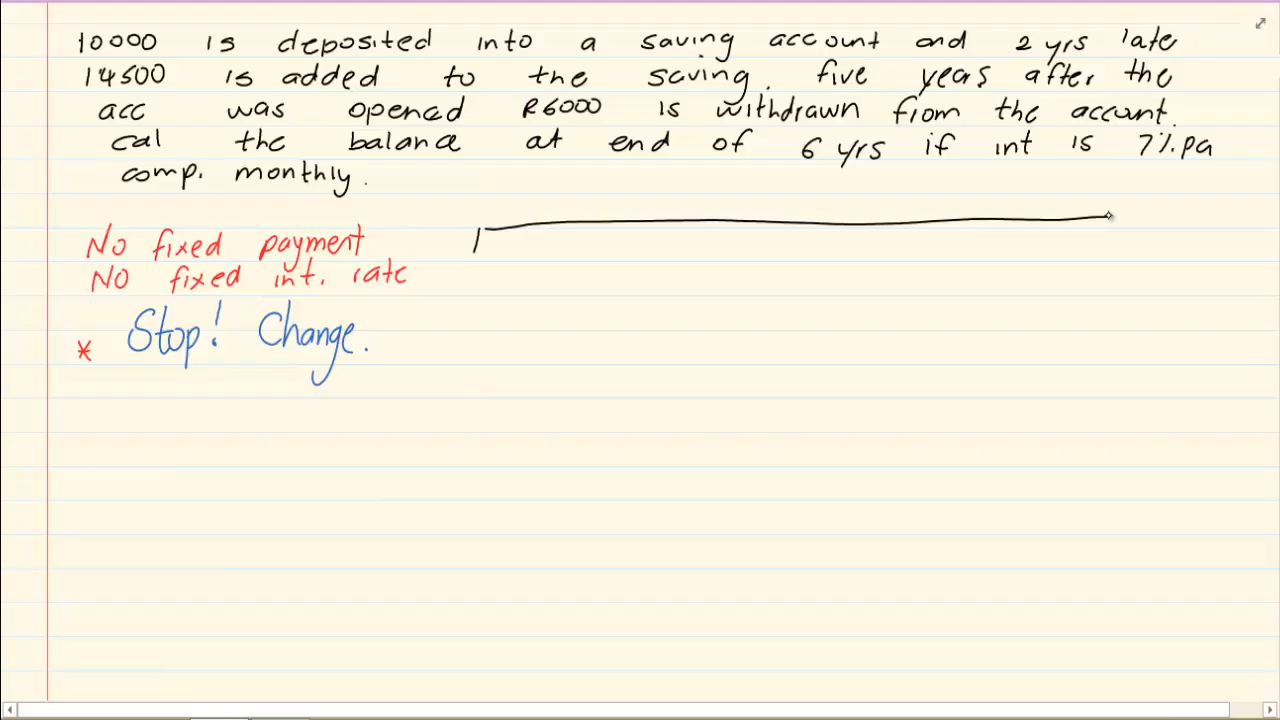 10000 is deposited into a saving account and 2 yrs late
14500 is added to the saving. five years after the
acc was opened R6000 is withdrawn from the account.
cal the balance at end of 6 yrs if int is 7%.pa
comp. monthly.
No fixed payment
NO fixed int. rate
* Stop! Change.